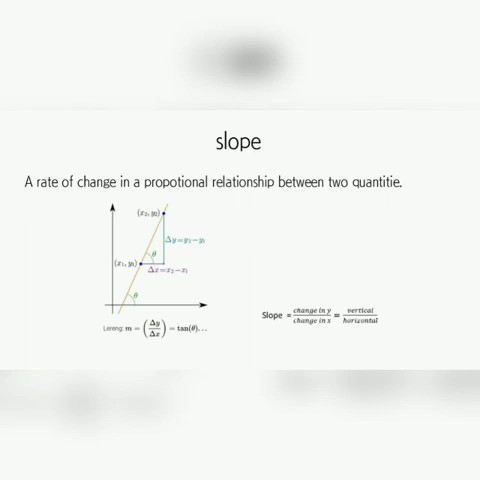 slope
A rate of change in a propotional relationship between two quantitie.
(x₂, y₂)
Δy=y₂−y₁
θ
(x₁, y₁)
Δx=x₂−x₁
θ
m = (Δy/Δx) = tan(θ)...
Slope = change in y/change in x = vertical/horizontal